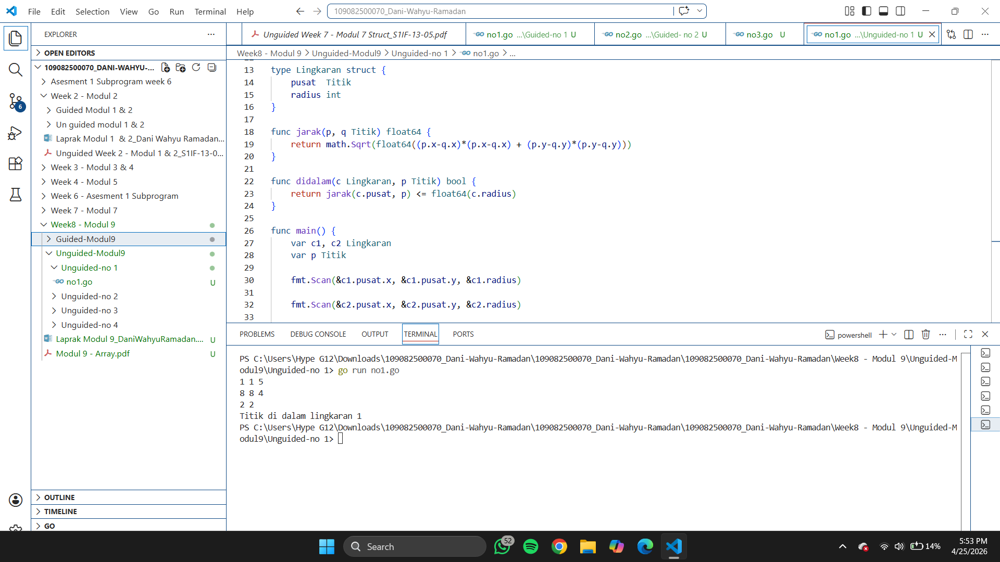 File Edit Selection View Go Run Terminal Help
109082500070_Dani-Wahyu-Ramadan
EXPLORER
OPEN EDITORS
109082500070_DANI-WAHYU-...
Asesment 1 Subprogram week 6
Week 2 - Modul 2
Guided Modul 1 & 2
Un guided modul 1 & 2
Laprak Modul 1 & 2_Dani Wahyu Ramadan...
Unguided Week 2 - Modul 1 & 2_S1IF-13-0...
Week 3 - Modul 3 & 4
Week 4 - Modul 5
Week 6 - Asesment 1 Subprogram
Week 7 - Modul 7
Week8 - Modul 9
Guided-Modul9
Unguided-Modul9
Unguided-no 1
no1.go U
Unguided-no 2
Unguided-no 3
Unguided-no 4
Laprak Modul 9_DaniWahyuRamadan.... U
Modul 9 - Array.pdf U
OUTLINE
TIMELINE
GO
6
Unguided Week 7 - Modul 7 Struct_S1IF-13-05.pdf
no1.go ...\Guided-no 1 U
no2.go ...\Guided- no 2 U
no3.go U
no1.go ...\Unguided-no 1 U
Week8 - Modul 9 > Unguided-Modul9 > Unguided-no 1 > no1.go > ...
13 type Lingkaran struct {
14 pusat Titik
15 radius int
16 }
17
18 func jarak(p, q Titik) float64 {
19 return math.Sqrt(float64((p.x-q.x)*(p.x-q.x) + (p.y-q.y)*(p.y-q.y)))
20 }
21
22 func didalam(c Lingkaran, p Titik) bool {
23 return jarak(c.pusat, p) <= float64(c.radius)
24 }
25
26 func main() {
27 var c1, c2 Lingkaran
28 var p Titik
29
30 fmt.Scan(&c1.pusat.x, &c1.pusat.y, &c1.radius)
31
32 fmt.Scan(&c2.pusat.x, &c2.pusat.y, &c2.radius)
33
PROBLEMS DEBUG CONSOLE OUTPUT TERMINAL PORTS
powershell
PS C:\Users\Hype G12\Downloads\109082500070_Dani-Wahyu-Ramadan\109082500070_Dani-Wahyu-Ramadan\109082500070_Dani-Wahyu-Ramadan\Week8 - Modul 9\Unguided-M
odul9\Unguided-no 1> go run no1.go
1 1 5
8 8 4
2 2
Titik di dalam lingkaran 1
PS C:\Users\Hype G12\Downloads\109082500070_Dani-Wahyu-Ramadan\109082500070_Dani-Wahyu-Ramadan\109082500070_Dani-Wahyu-Ramadan\Week8 - Modul 9\Unguided-M
odul9\Unguided-no 1>
Search
52
14%
5:53 PM
4/25/2026